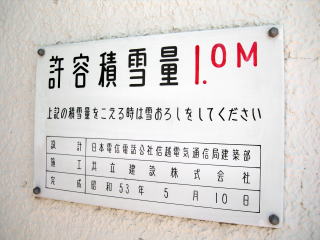 許容積雪量 1.0M
上記の積雪量をこえる時は雪おろしをしてください
設計 日本電信電話公社信越電気通信局建築部
施工 共立建設株式会社
完成 昭和53年5月10日